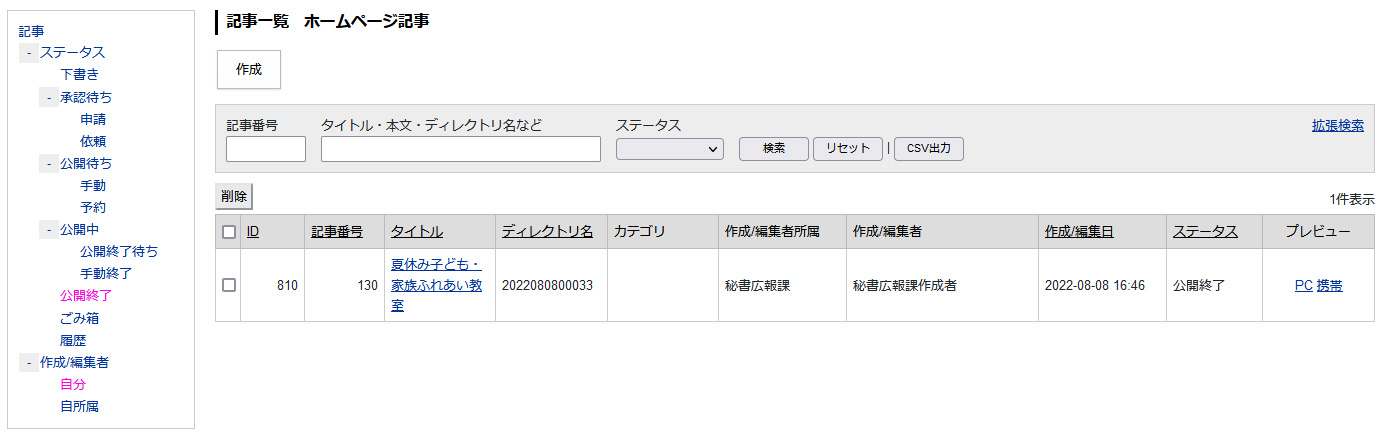 記事
- ステータス
下書き
- 承認待ち
申請
依頼
- 公開待ち
手動
予約
- 公開中
公開終了待ち
手動終了
公開終了
ごみ箱
履歴
- 作成/編集者
自分
自所属
記事一覧　ホームページ記事
作成
記事番号 タイトル・本文・ディレクトリ名など ステータス 拡張検索
検索 リセット | CSV出力
削除 1件表示
ID 記事番号 タイトル ディレクトリ名 カテゴリ 作成/編集者所属 作成/編集者 作成/編集日 ステータス プレビュー
810 130 夏休み子ども・ 2022080800033 秘書広報課 秘書広報課作成者 2022-08-08 16:46 公開終了 PC 携帯
家族ふれあい教
室